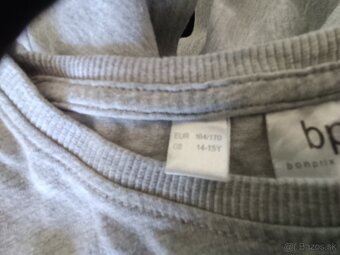 EUR 164/170
GB 14-15Y
bp
bonprix
Bazos.sk